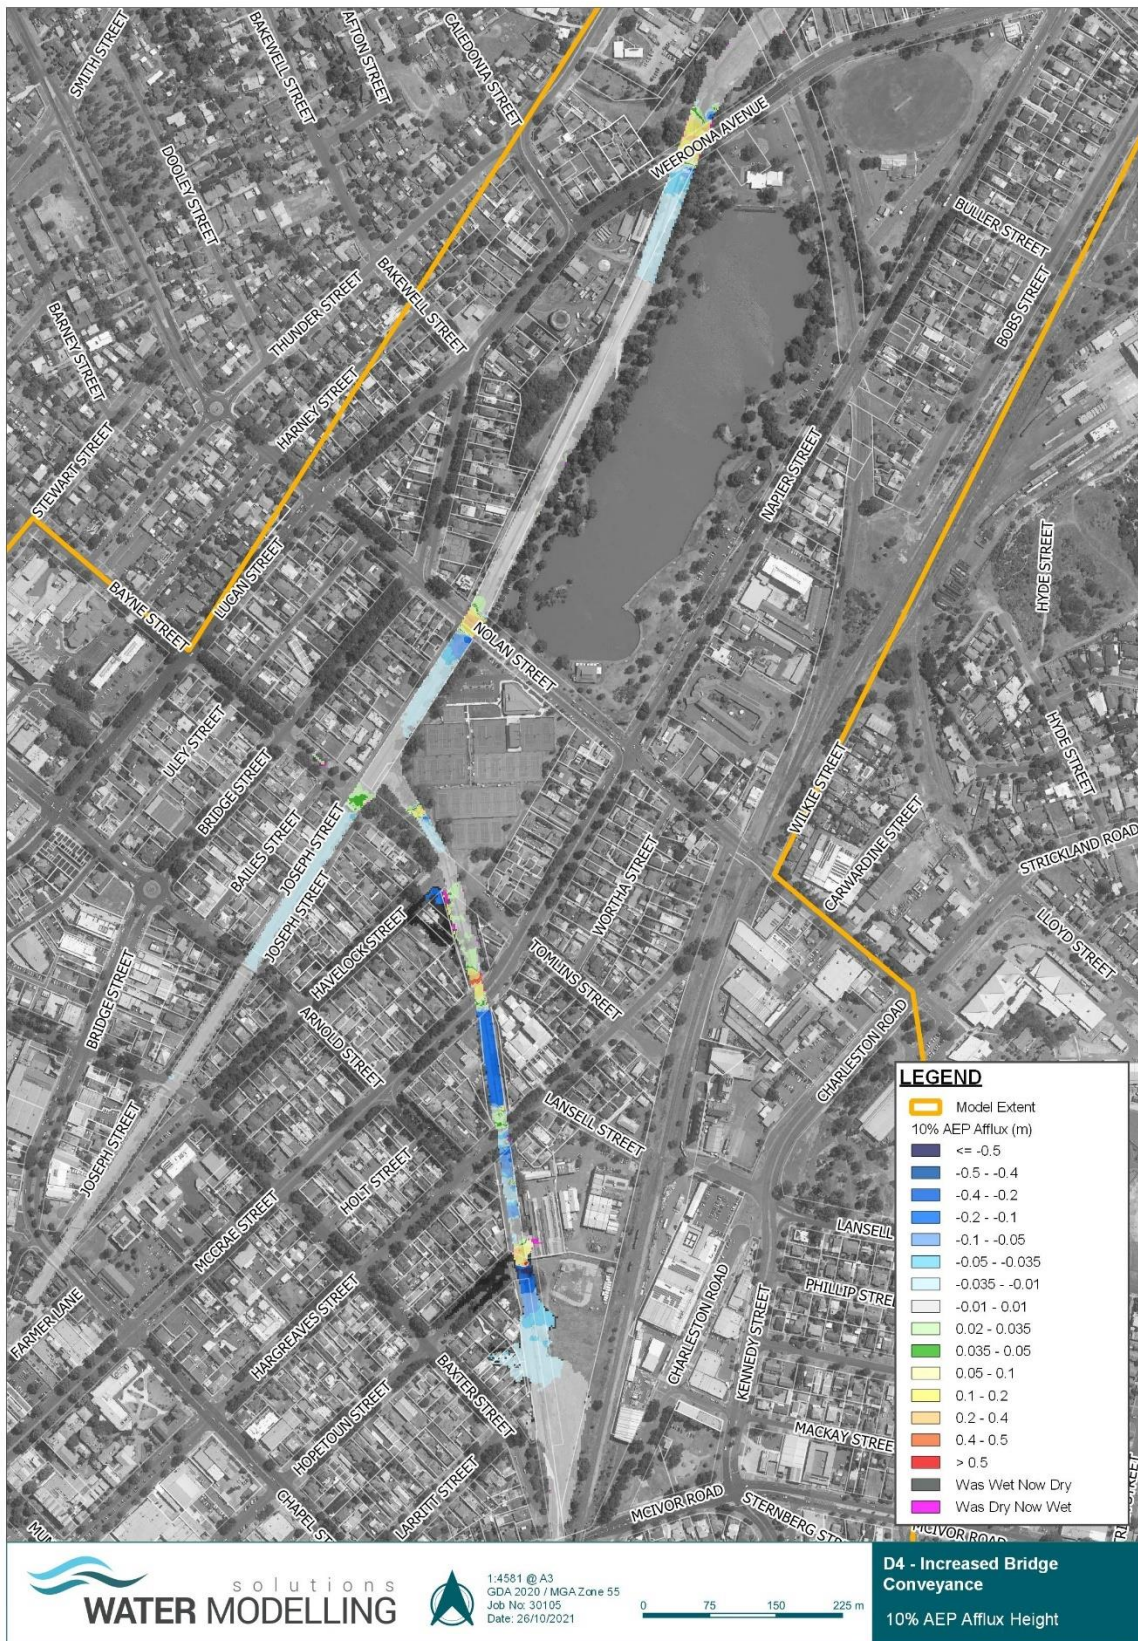 SMITH STREET
BAKEWELL STREET
AFTON STREET
CALEDONIA STREET
DOOLEY STREET
WEEROONA AVENUE
BULLER STREET
BOBS STREET
THUNDER STREET
BAKEWELL STREET
BARNEY STREET
HARNEY STREET
STEWART STREET
NAPIER STREET
HYDE STREET
LUCAN STREET
BAYNE STREET
NOLAN STREET
ULEY STREET
BRIDGE STREET
HYDE STREET
WILKIE STREET
BAILES STREET
JOSEPH STREET
CARWARDINE STREET
STRICKLAND ROAD
JOSEPH STREET
HAVELOCK STREET
WORTHA STREET
TOMLINS STREET
LLOYD STREET
BRIDGE STREET
ARNOLD STREET
CHARLESTON ROAD
JOSEPH STREET
LANSELL STREET
HOLT STREET
MCCRAE STREET
FARMER LANE
HARGREAVES STREET
CHARLESTON ROAD
KENNEDY STREET
LANSELL
PHILLIP STRE
BAXTER STREET
HOPETOUN STREET
MACKAY STREE
LARRITT STREET
CHAPEL ST
MCIVOR ROAD
STERNBERG STR
MCIVOR ROAD
LEGEND
Model Extent
10% AEP Afflux (m)
<= -0.5
-0.5 - -0.4
-0.4 - -0.2
-0.2 - -0.1
-0.1 - -0.05
-0.05 - -0.035
-0.035 - -0.01
-0.01 - 0.01
0.02 - 0.035
0.035 - 0.05
0.05 - 0.1
0.1 - 0.2
0.2 - 0.4
0.4 - 0.5
> 0.5
Was Wet Now Dry
Was Dry Now Wet
solutions
WATER MODELLING
1:4581 @ A3
GDA 2020 / MGA Zone 55
Job No: 30105
Date: 26/10/2021
0 75 150 225 m
D4 - Increased Bridge
Conveyance
10% AEP Afflux Height